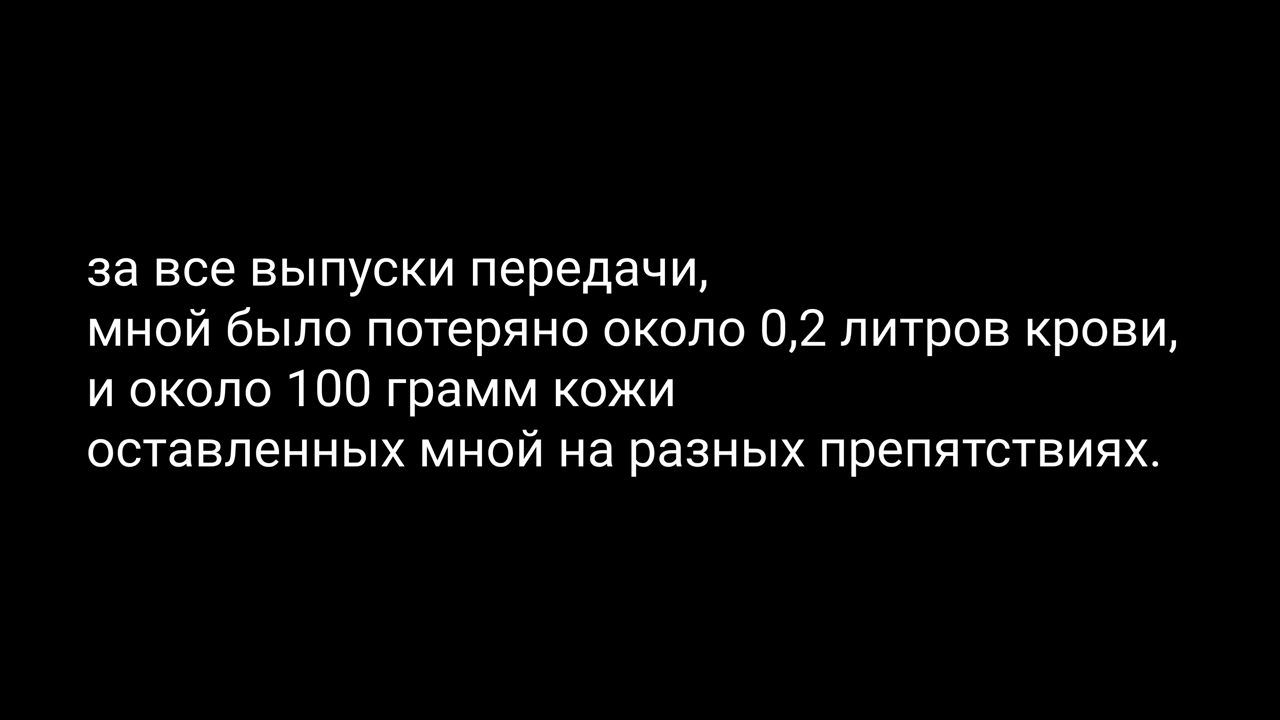 за все выпуски передачи,
мной было потеряно около 0,2 литров крови,
и около 100 грамм кожи
оставленных мной на разных препятствиях.